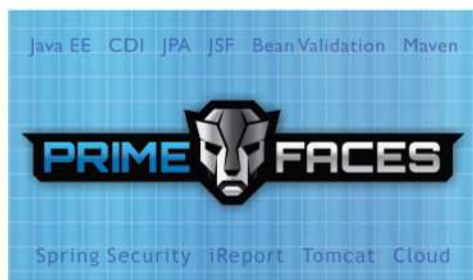 Java EE CDI JPA JSF Bean Validation Maven
PRIME FACES
Spring Security iReport Tomcat Cloud